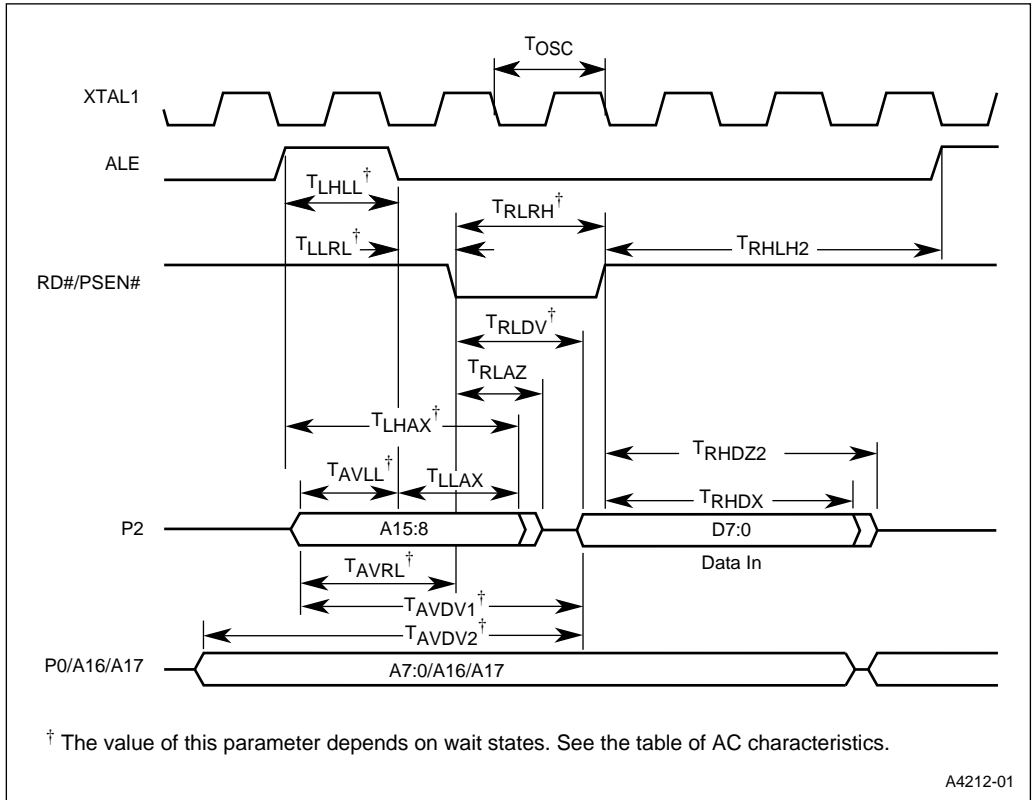 TOSC
XTAL1
ALE
TLHLL†
TRLRH†
TLLRL†
TRHLH2
RD#/PSEN#
TRLDV†
TRLAZ
TLHAX†
TRHDZ2
TAVLL†
TLLAX
TRHDX
P2
A15:8
D7:0
Data In
TAVRL†
TAVDV1†
TAVDV2†
P0/A16/A17
A7:0/A16/A17
† The value of this parameter depends on wait states. See the table of AC characteristics.
A4212-01